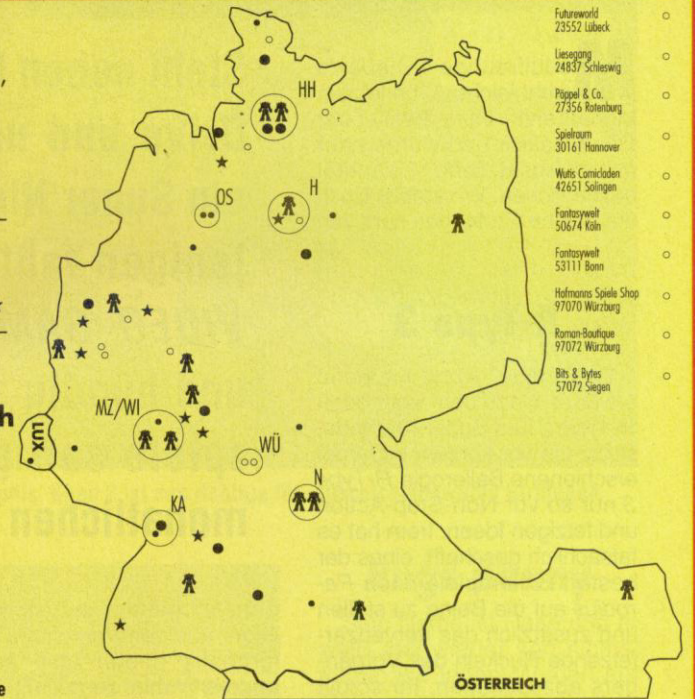 HH
OS
H
MZ/WI
LUX
WÜ
N
KA
ÖSTERREICH
Futureworld
23552 Lübeck
Liesegang
24837 Schleswig
Pöppel & Co.
27356 Rotenburg
Spielraum
30161 Hannover
Wutis Comicladen
42651 Solingen
Fantasywelt
50674 Köln
Fantasywelt
53111 Bonn
Hofmanns Spiele Shop
97070 Würzburg
Roman-Boutique
97072 Würzburg
Bits & Bytes
57072 Siegen